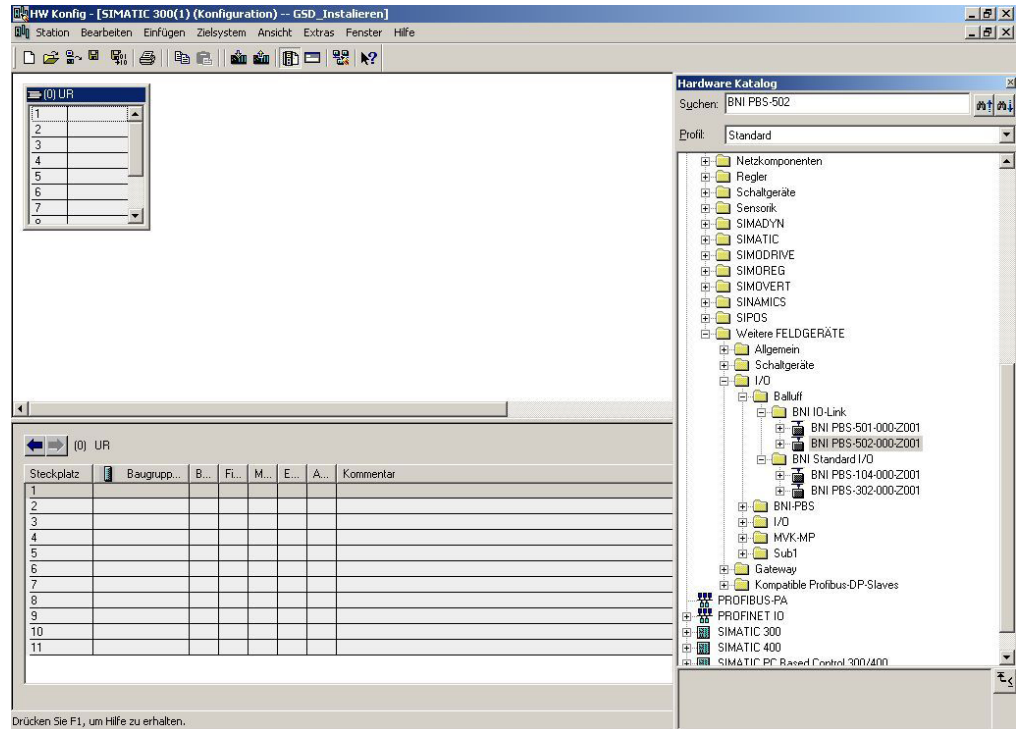 HW Konfig - [SIMATIC 300(1) (Konfiguration) -- GSD_Instalieren]
Station Bearbeiten Einfügen Zielsystem Ansicht Extras Fenster Hilfe
(0) UR
1
2
3
4
5
6
7
Hardware Katalog
Suchen: BNI PBS-502
Profil: Standard
Netzkomponenten
Regler
Schaltgeräte
Sensorik
SIMADYN
SIMATIC
SIMODRIVE
SIMOREG
SIMOVERT
SINAMICS
SIPOS
Weitere FELDGERÄTE
Allgemein
Schaltgeräte
I/O
Balluff
BNI IO-Link
BNI PBS-501-000-Z001
BNI PBS-502-000-Z001
BNI Standard I/O
BNI PBS-104-000-Z001
BNI PBS-302-000-Z001
BNI-PBS
I/O
MVK-MP
Sub1
Gateway
Kompatible Profibus-DP-Slaves
PROFIBUS-PA
PROFINET IO
SIMATIC 300
SIMATIC 400
SIMATIC PC Based Control 300/400
(0) UR
Steckplatz Baugrupp... B... Fi... M... E... A... Kommentar
1
2
3
4
5
6
7
8
9
10
11
Drücken Sie F1, um Hilfe zu erhalten.